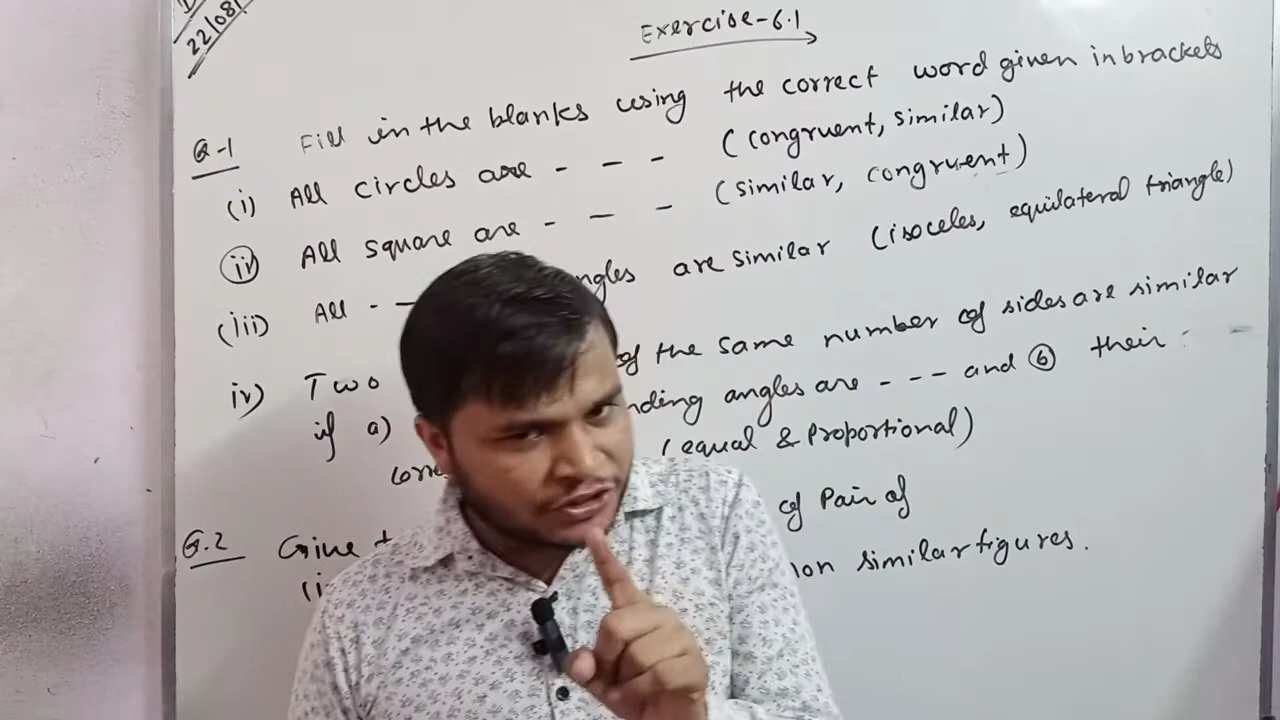 22/08/
Exercise-6.1
Q-1 Fill in the blanks using the correct word given in brackets
(i) All circles are - - - (congruent, similar)
(ii) All square are - - - (similar, congruent)
(iii) All - - ngles are similar (isoceles, equilateral triangle)
iv) Two of the same number of sides are similar
if a) nding angles are - - - and ⑥ their
(equal & Proportional)
Q.2 Give of Pair of
(i non similar figures.